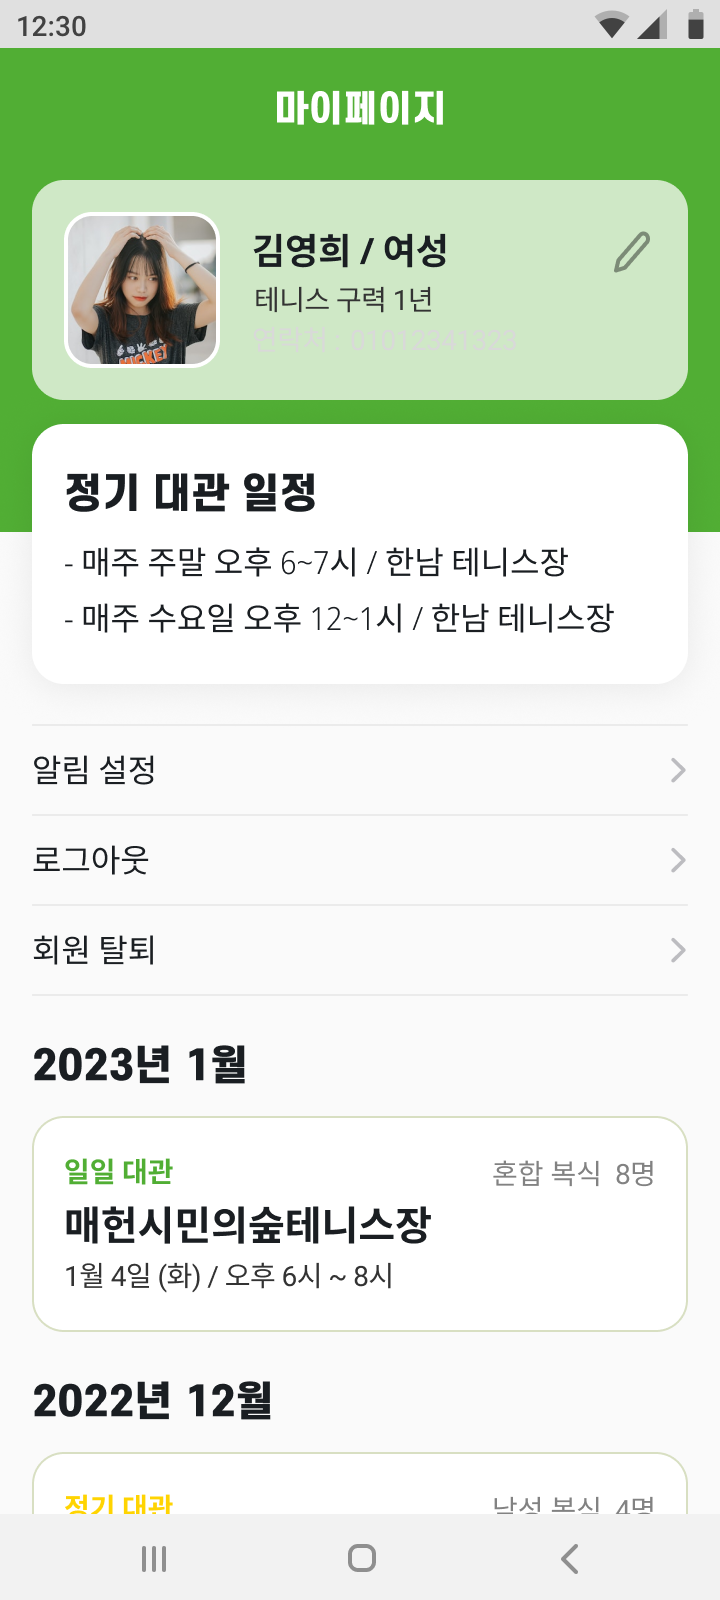 12:30
마이페이지
김영희 / 여성
테니스 구력 1년
연락처 : 01012341323
MICKEY
정기 대관 일정
- 매주 주말 오후 6~7시 / 한남 테니스장
- 매주 수요일 오후 12~1시 / 한남 테니스장
알림 설정
로그아웃
회원 탈퇴
2023년 1월
일일 대관 혼합 복식 8명
매헌시민의숲테니스장
1월 4일 (화) / 오후 6시 ~ 8시
2022년 12월
정기 대관 남성 복식 4명